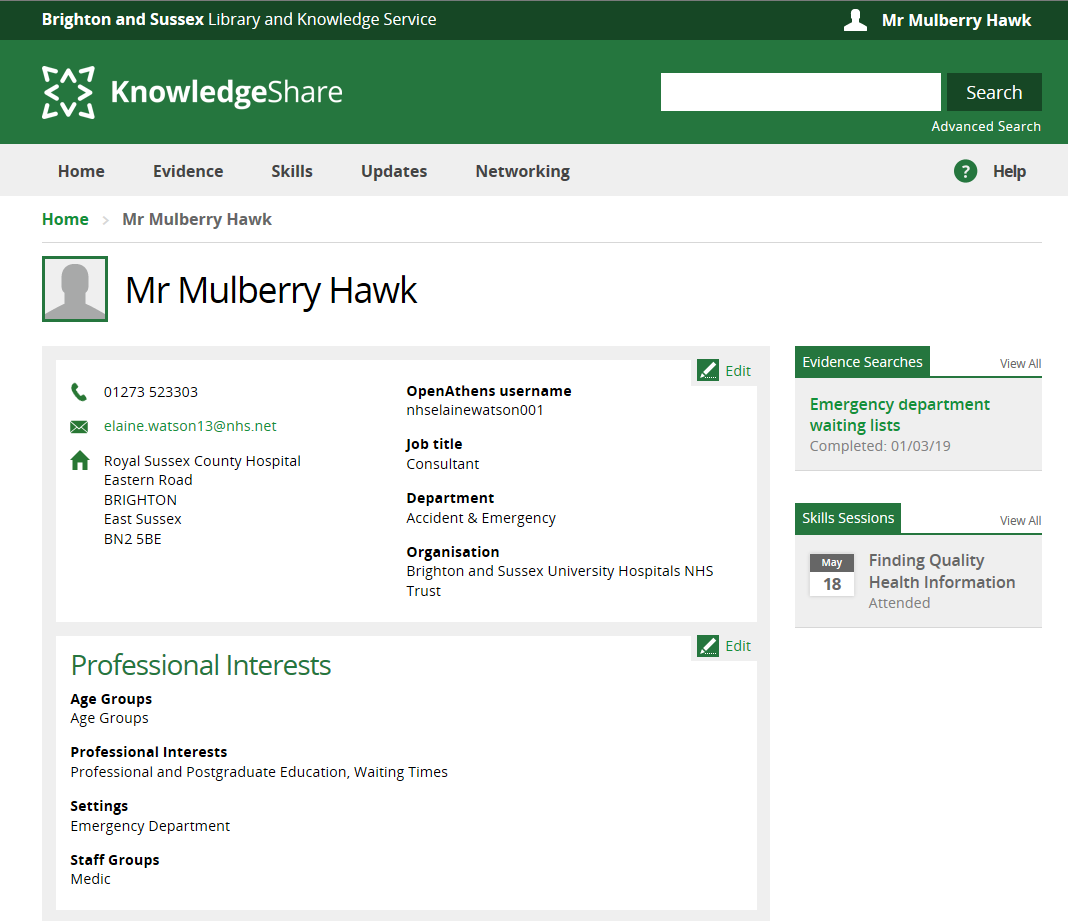 Brighton and Sussex Library and Knowledge Service
Mr Mulberry Hawk
KnowledgeShare
Search
Advanced Search
Home
Evidence
Skills
Updates
Networking
? Help
Home > Mr Mulberry Hawk
Mr Mulberry Hawk
Edit
01273 523303
elaine.watson13@nhs.net
Royal Sussex County Hospital
Eastern Road
BRIGHTON
East Sussex
BN2 5BE
OpenAthens username
nhselainewatson001
Job title
Consultant
Department
Accident & Emergency
Organisation
Brighton and Sussex University Hospitals NHS
Trust
Edit
Professional Interests
Age Groups
Age Groups
Professional Interests
Professional and Postgraduate Education, Waiting Times
Settings
Emergency Department
Staff Groups
Medic
Evidence Searches
View All
Emergency department
waiting lists
Completed: 01/03/19
Skills Sessions
View All
May
18
Finding Quality
Health Information
Attended